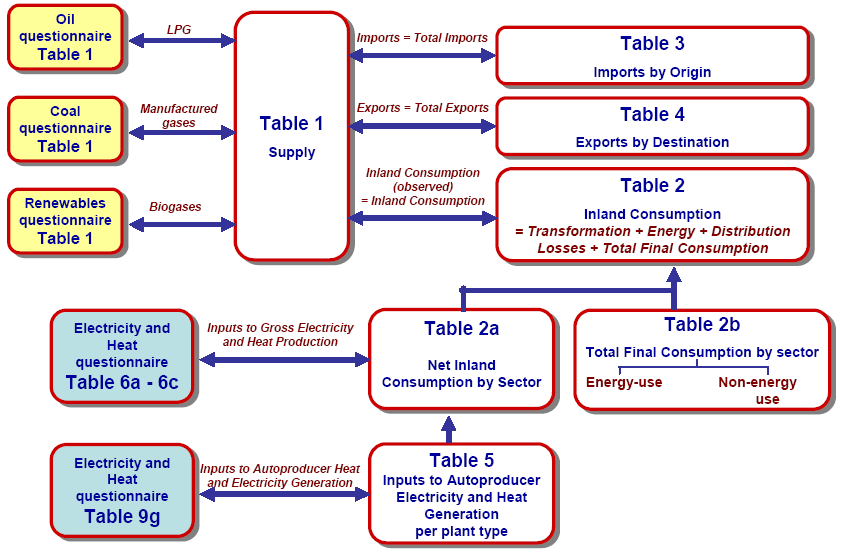 Oil
questionnaire
Table 1
LPG
Coal
questionnaire
Table 1
Manufactured
gases
Renewables
questionnaire
Table 1
Biogases
Table 1
Supply
Imports = Total Imports
Table 3
Imports by Origin
Exports = Total Exports
Table 4
Exports by Destination
Inland Consumption
(observed)
= Inland Consumption
Table 2
Inland Consumption
= Transformation + Energy + Distribution
Losses + Total Final Consumption
Electricity and
Heat
questionnaire
Table 6a - 6c
Inputs to Gross Electricity
and Heat Production
Table 2a
Net Inland
Consumption by Sector
Table 2b
Total Final Consumption by sector
Energy-use
Non-energy
use
Electricity and
Heat
questionnaire
Table 9g
Inputs to Autoproducer Heat
and Electricity Generation
Table 5
Inputs to Autoproducer
Electricity and Heat
Generation
per plant type